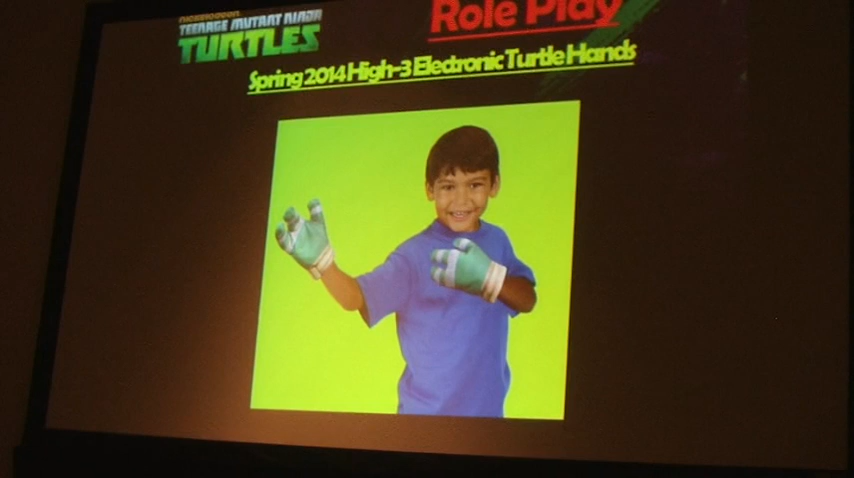 nickelodeon
TEENAGE MUTANT NINJA
TURTLES
Role Play
Spring 2014 High-3 Electronic Turtle Hands